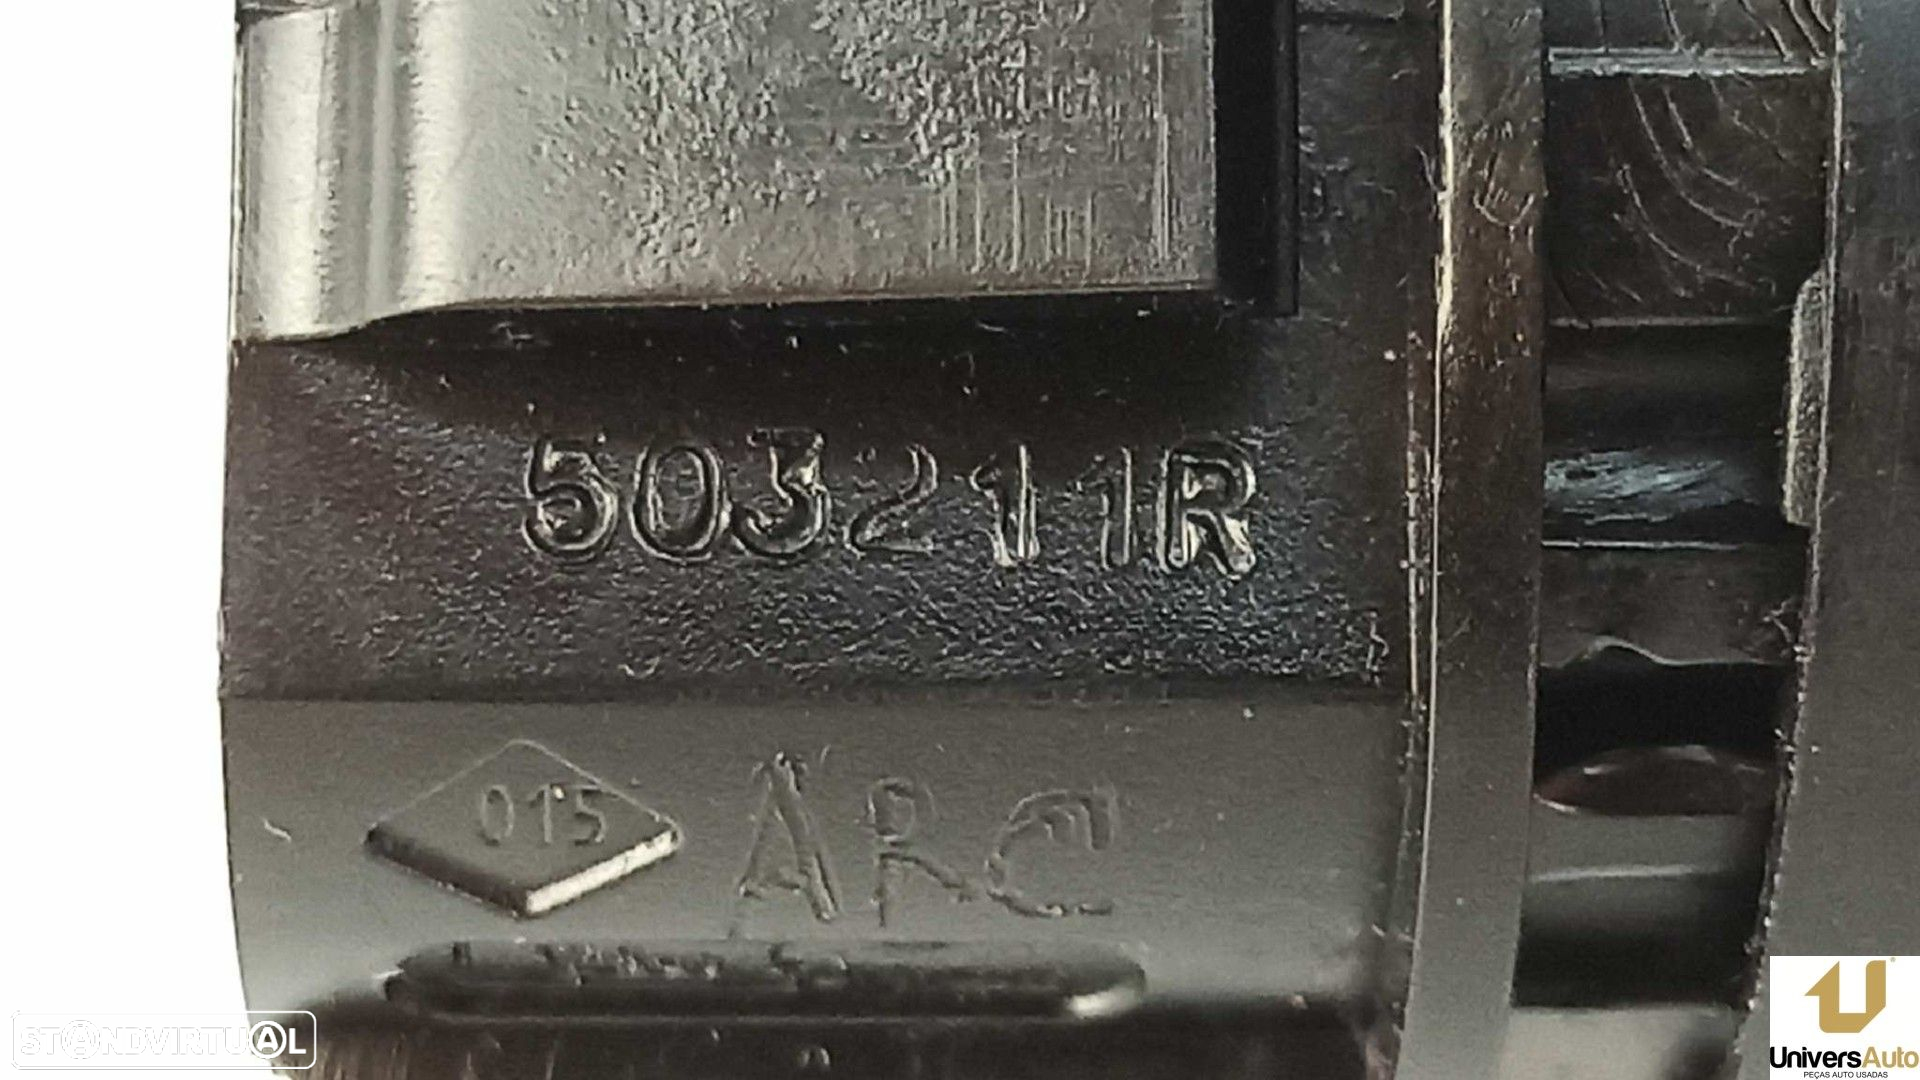 503211R
015 ARC
STANDVIRTUAL
UniversAuto
PEÇAS AUTO USADAS